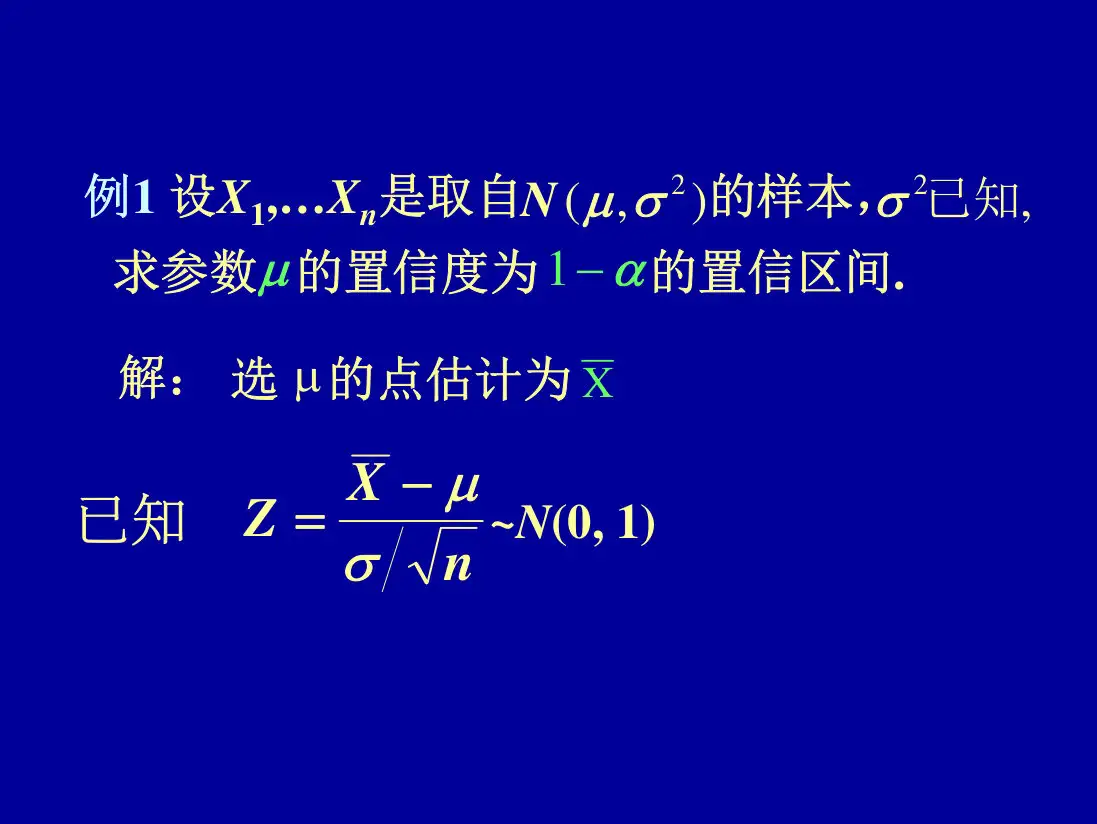 例1 设X₁,…Xₙ是取自N(μ,σ²)的样本，σ²已知,
求参数μ的置信度为1−α的置信区间.
解： 选 μ的点估计为 X̅
已知 Z = (X̅ − μ)/(σ/√n) ~N(0, 1)